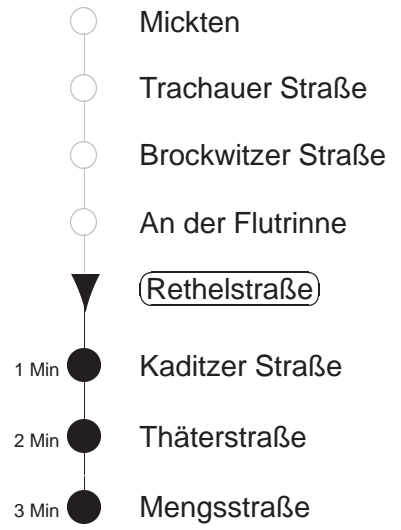 Mickten
Trachauer Straße
Brockwitzer Straße
An der Flutrinne
Rethelstraße
1 Min Kaditzer Straße
2 Min Thäterstraße
3 Min Mengsstraße